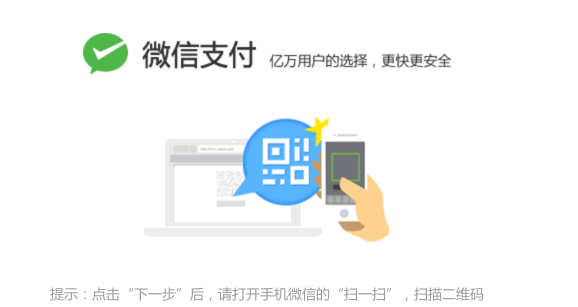 微信支付 亿万用户的选择，更快更安全
提示：点击“下一步”后，请打开手机微信的“扫一扫”，扫描二维码